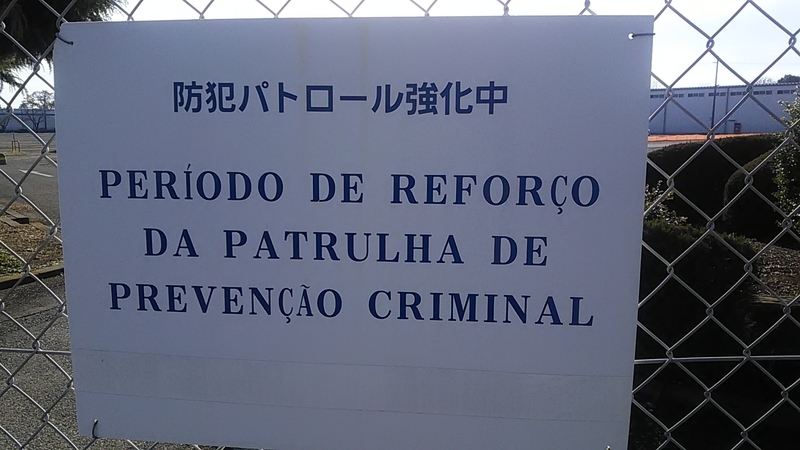 防犯パトロール強化中
PERÍODO DE REFORÇO
DA PATRULHA DE
PREVENÇÃO CRIMINAL